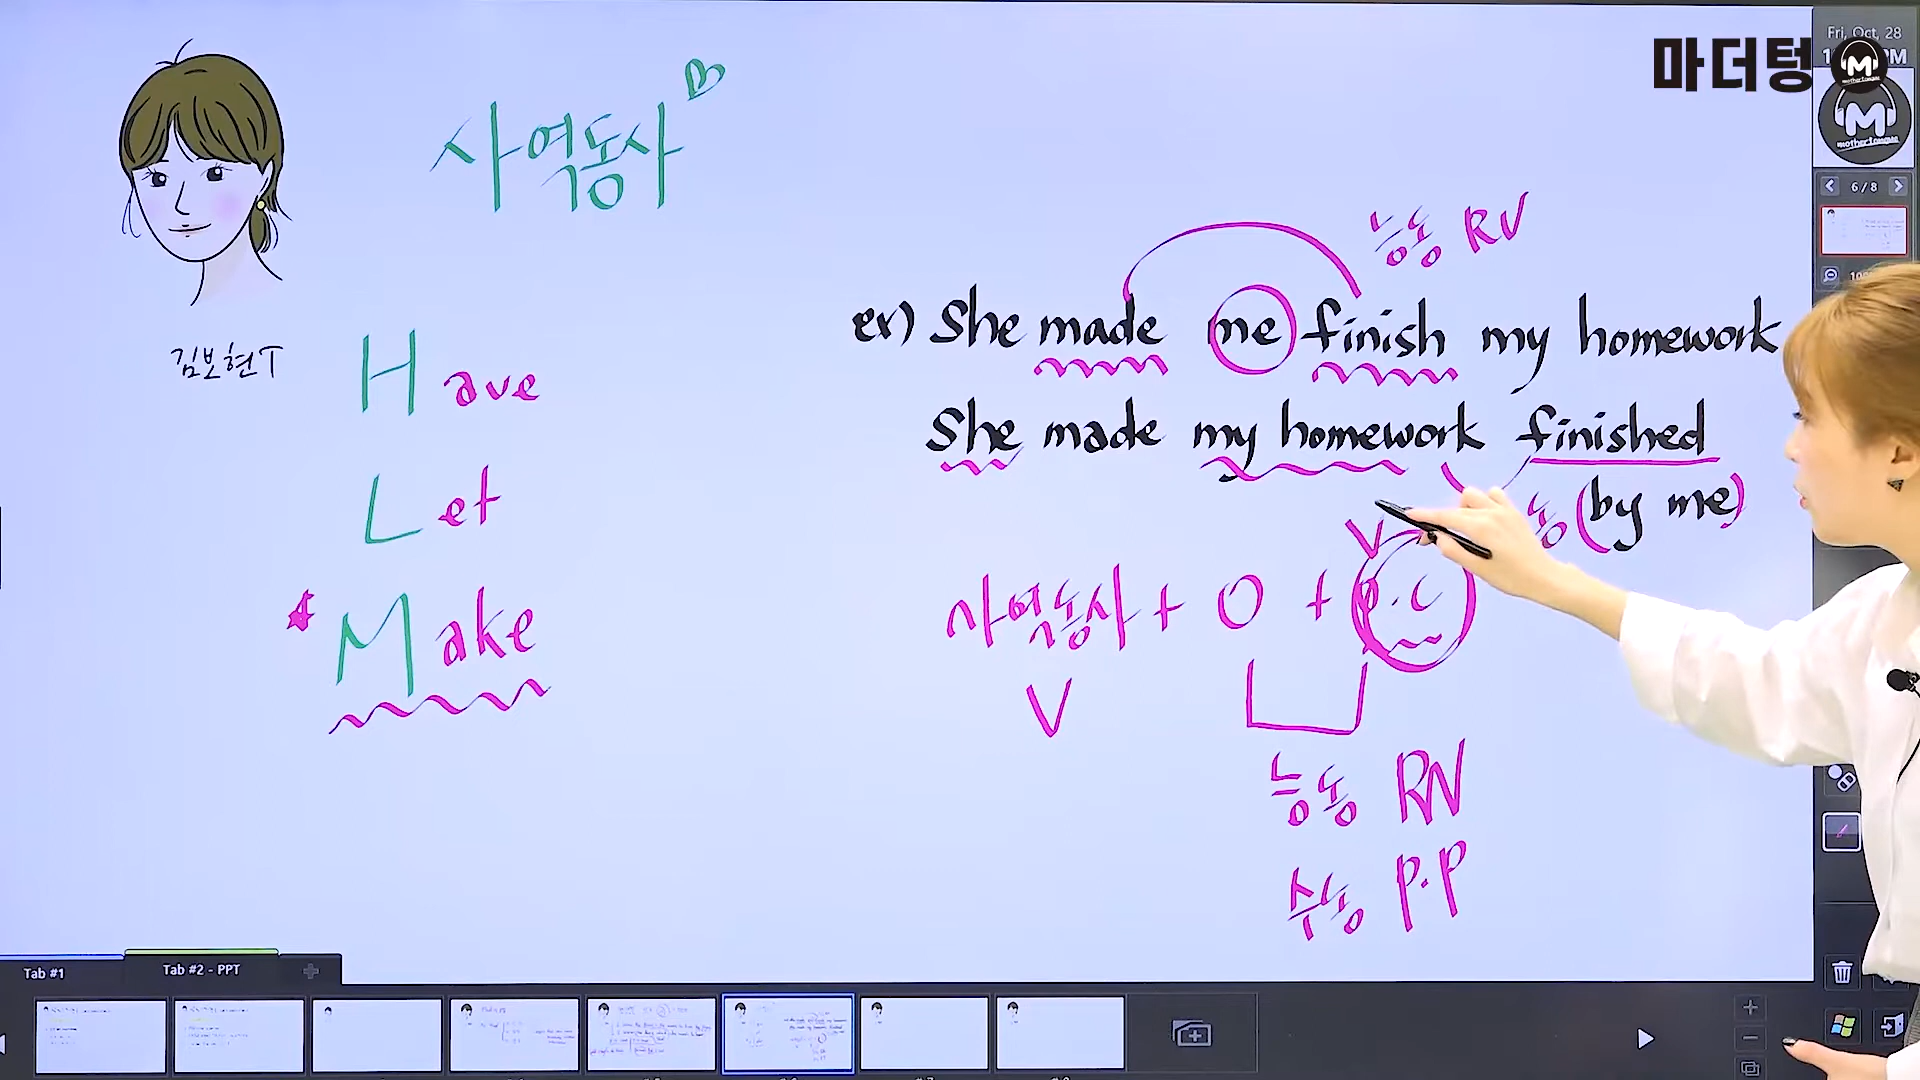 마더텅
Fri, Oct, 28
M
mothertongue
6 / 8
사역동사
김보현T
Have
Let
*Make
능동 RV
ex) She made me finish my homework
She made my homework finished
(by me)
V
사역동사 + O + P.C
V
능동 RV
수동 P.P
Tab #1
Tab #2 - PPT